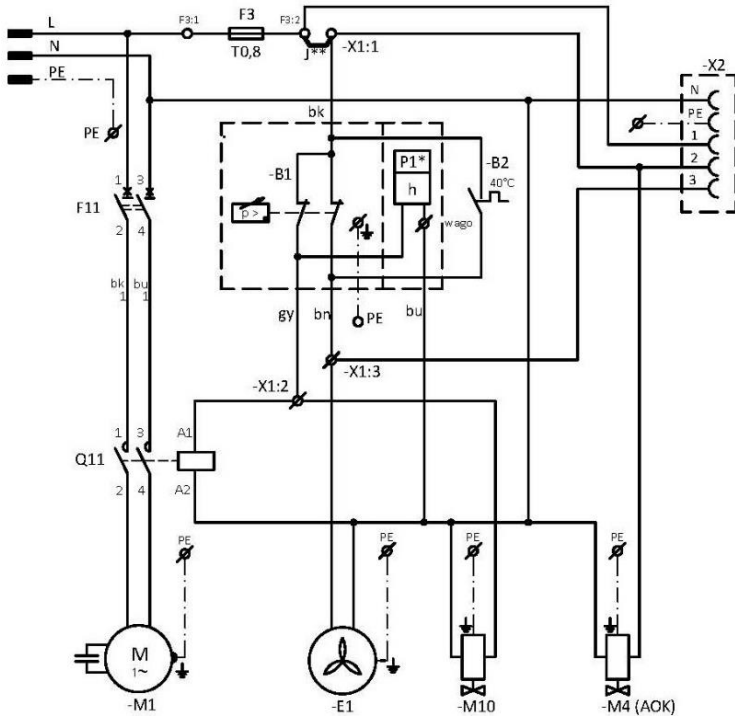 L
F3:1
F3
F3:2
T0,8
J**
-X1:1
N
PE
-X2
N
PE
1
2
3
PE
bk
-B1
P1*
h
-B2
40°C
p >
wago
1
3
F11
2
4
bk
1
bu
1
gy
bn
PE
bu
-X1:3
-X1:2
1
3
A1
Q11
A2
2
4
PE
PE
PE
PE
M
1~
-M1
-E1
-M10
-M4 (AOK)